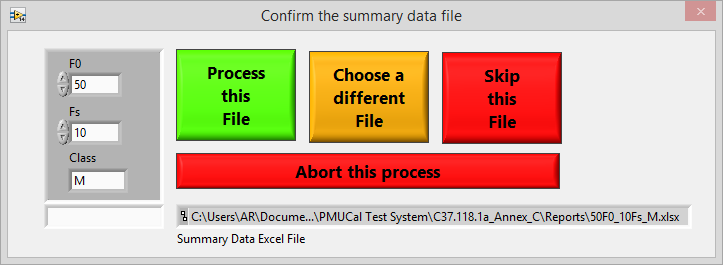 Confirm the summary data file
F0
50
Fs
10
Class
M
Process
this
File
Choose a
different
File
Skip
this
File
Abort this process
C:\Users\AR\Docume...\PMUCal Test System\C37.118.1a_Annex_C\Reports\50F0_10Fs_M.xlsx
Summary Data Excel File